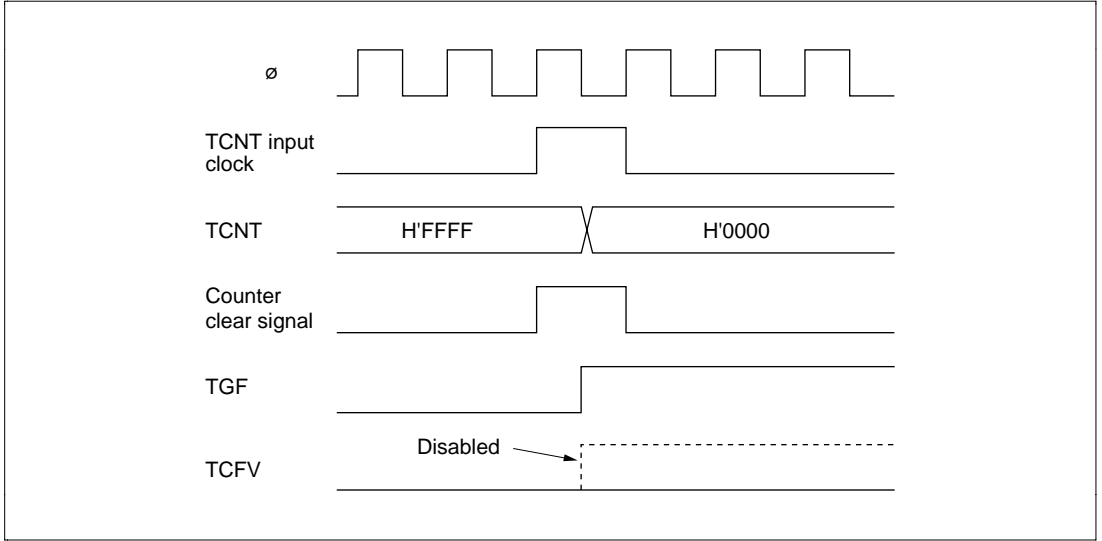 ø
TCNT input
clock
TCNT
H'FFFF
H'0000
Counter
clear signal
TGF
Disabled
TCFV